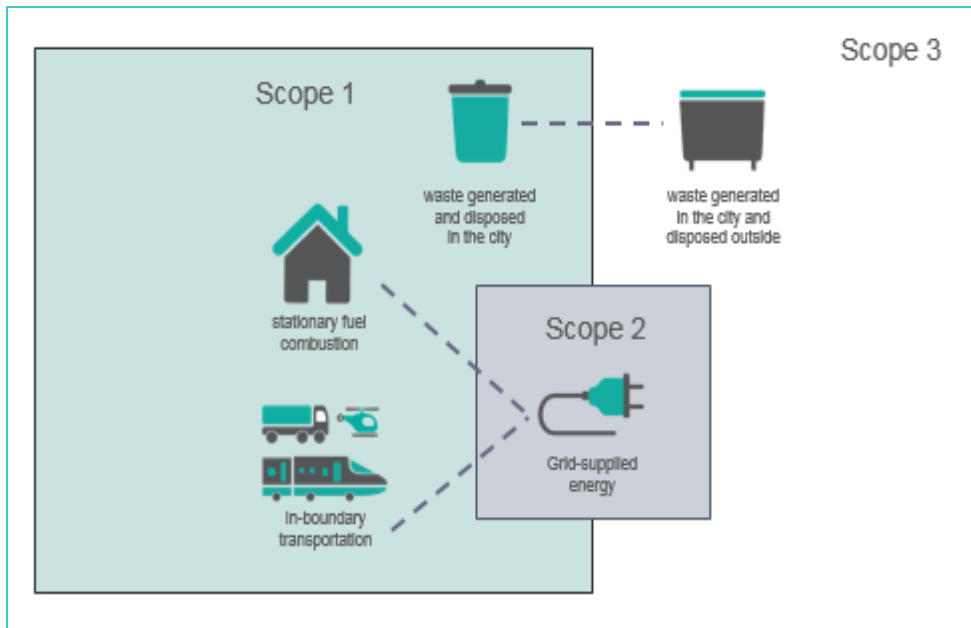 Scope 3
Scope 1
waste generated
and disposed
in the city
waste generated
in the city and
disposed outside
stationary fuel
combustion
Scope 2
Grid-supplied
energy
in-boundary
transportation